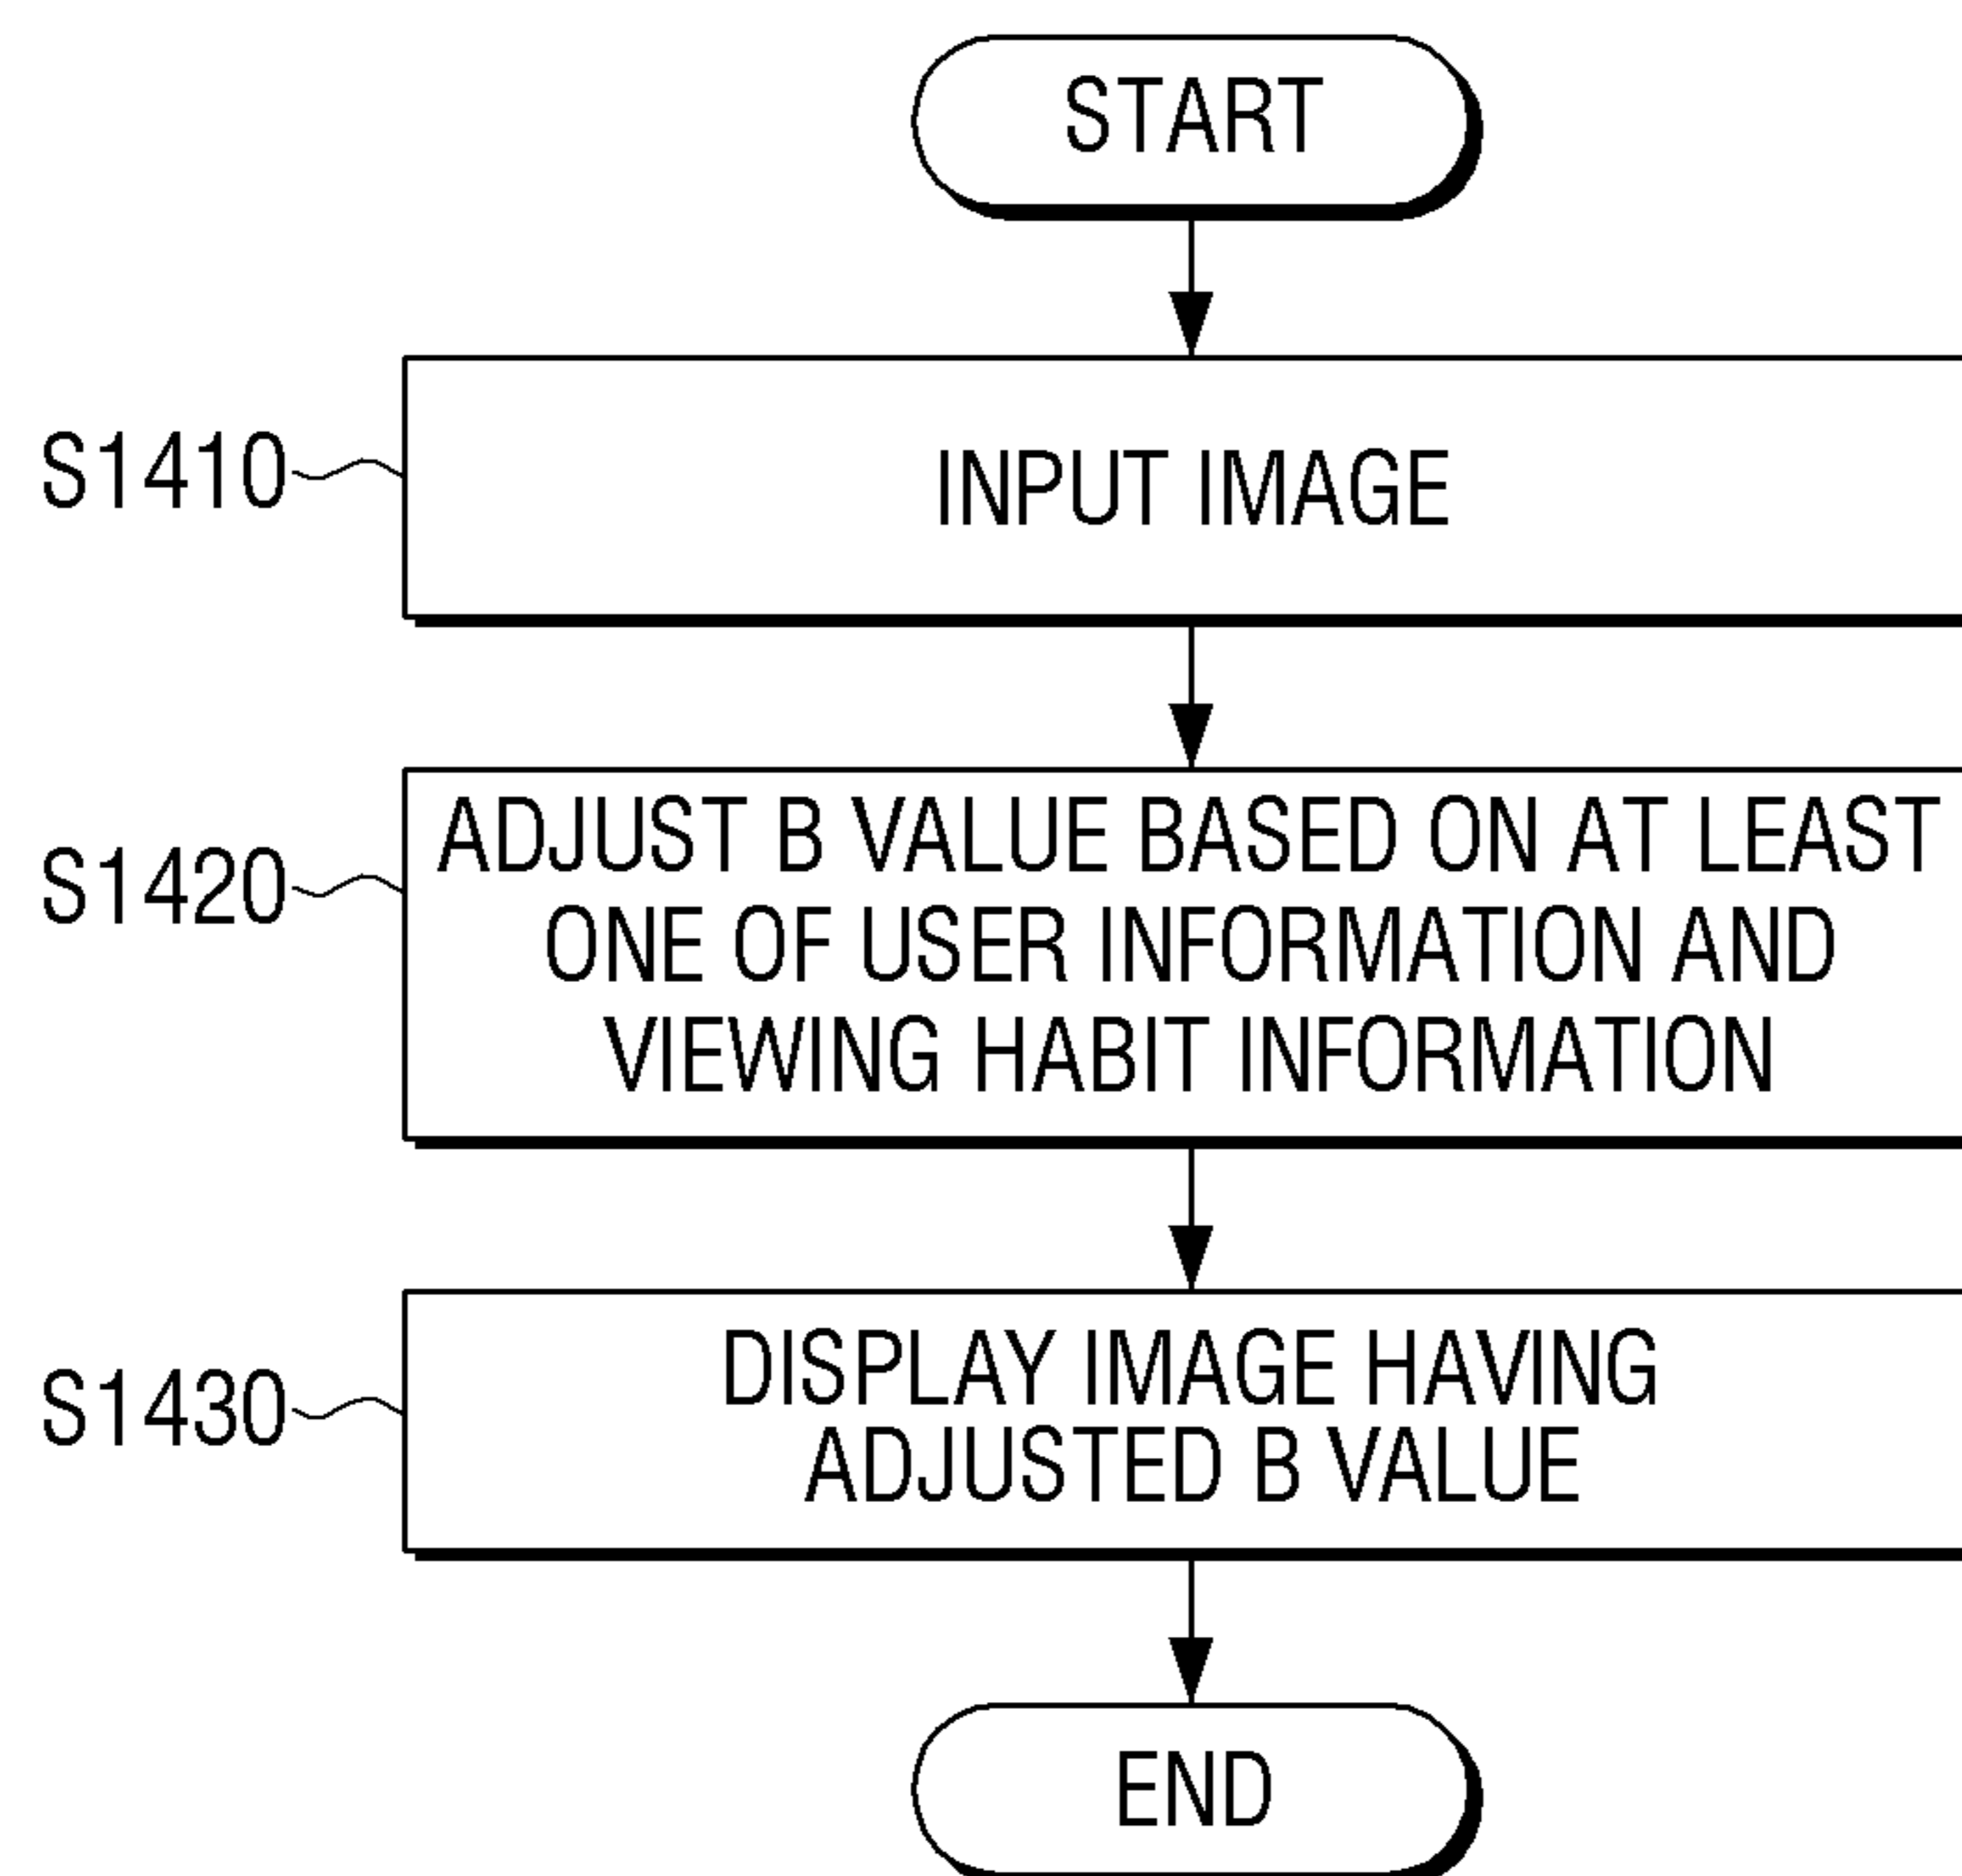 START
S1410
INPUT IMAGE
S1420
ADJUST B VALUE BASED ON AT LEAST
ONE OF USER INFORMATION AND
VIEWING HABIT INFORMATION
S1430
DISPLAY IMAGE HAVING
ADJUSTED B VALUE
END